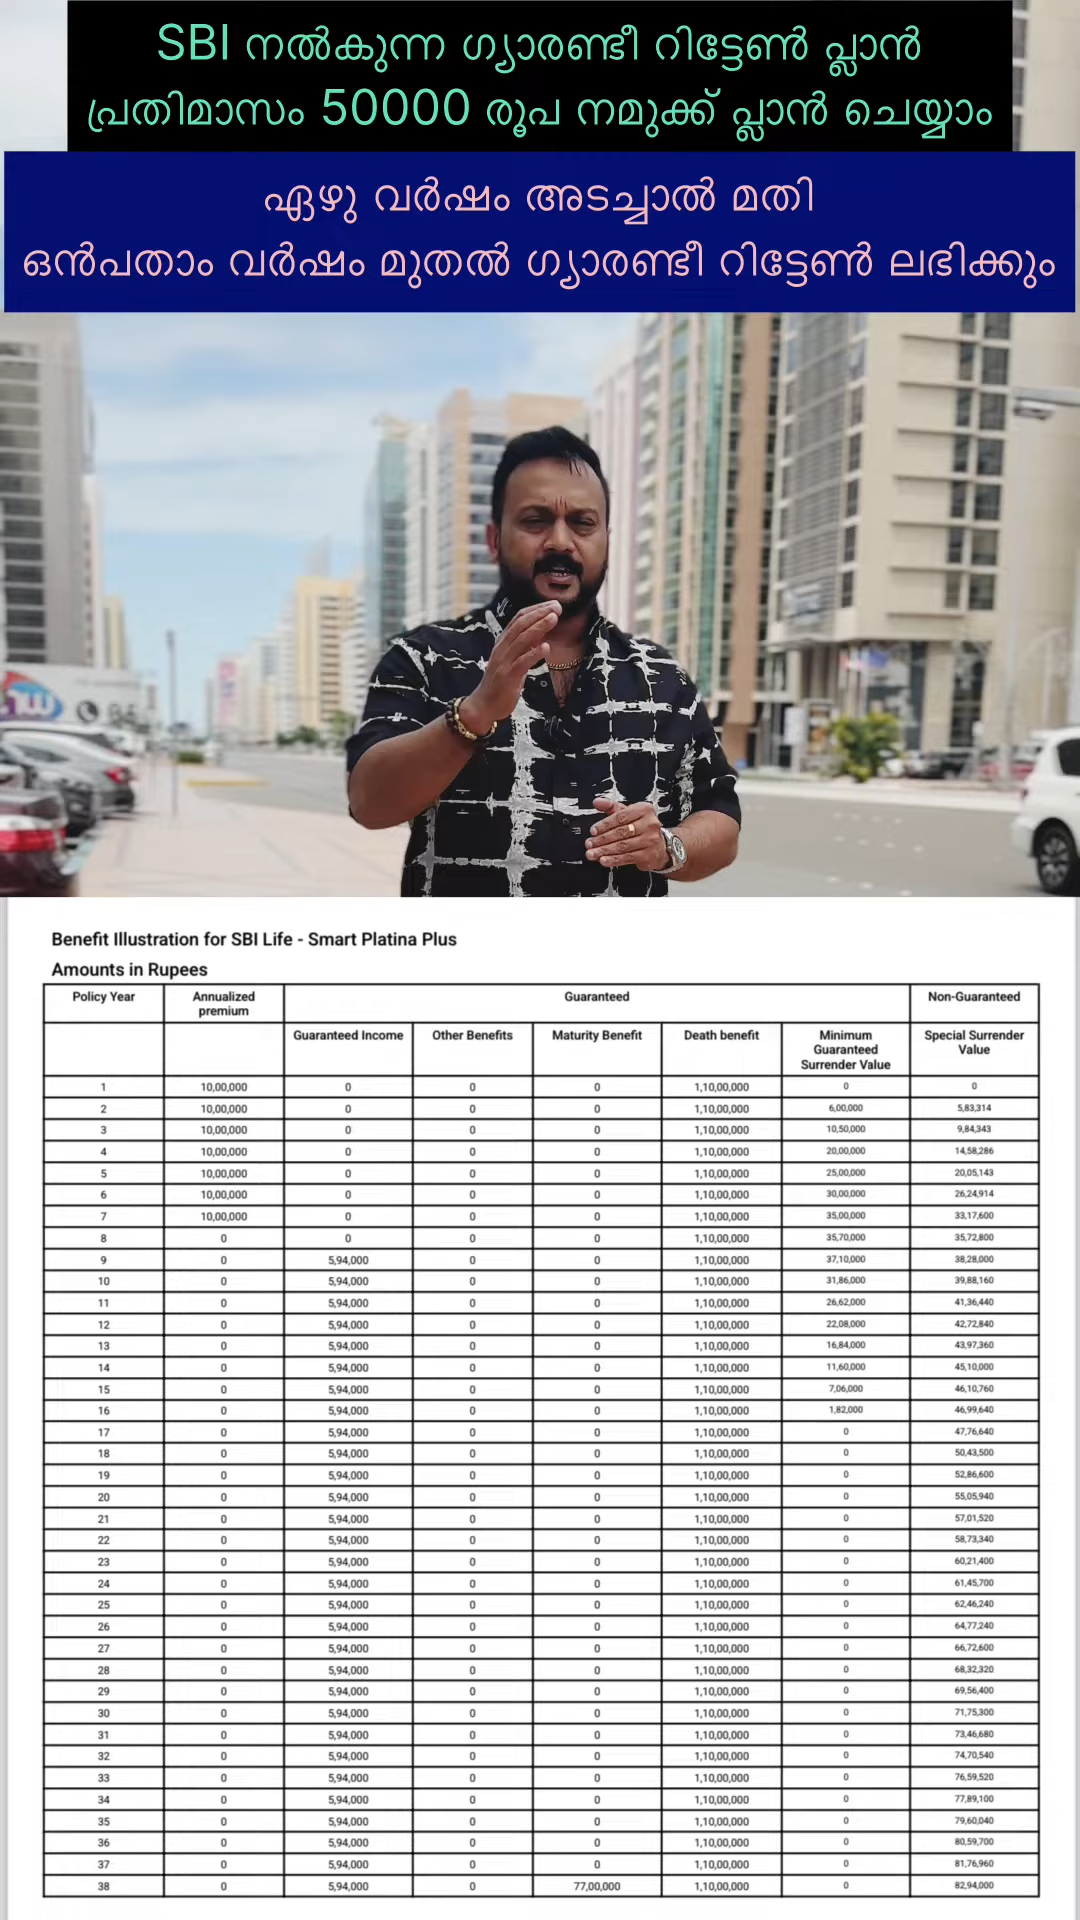 SBI നൽകുന്ന ഗ്യാരണ്ടീ റിട്ടേൺ പ്ലാൻ
പ്രതിമാസം 50000 രൂപ നമുക്ക് പ്ലാൻ ചെയ്യാം
ഏഴു വർഷം അടച്ചാൽ മതി
ഒൻപതാം വർഷം മുതൽ ഗ്യാരണ്ടീ റിട്ടേൺ ലഭിക്കും
Benefit Illustration for SBI Life - Smart Platina Plus
Amounts in Rupees
Policy Year Annualized premium Guaranteed Non-Guaranteed
Guaranteed Income Other Benefits Maturity Benefit Death benefit Minimum Guaranteed Surrender Value Special Surrender Value
1 10,00,000 0 0 0 1,10,00,000 0 0
2 10,00,000 0 0 0 1,10,00,000 6,00,000 5,83,314
3 10,00,000 0 0 0 1,10,00,000 10,50,000 9,84,343
4 10,00,000 0 0 0 1,10,00,000 20,00,000 14,58,286
5 10,00,000 0 0 0 1,10,00,000 25,00,000 20,05,143
6 10,00,000 0 0 0 1,10,00,000 30,00,000 26,24,914
7 10,00,000 0 0 0 1,10,00,000 35,00,000 33,17,600
8 0 0 0 0 1,10,00,000 35,70,000 35,72,800
9 0 5,94,000 0 0 1,10,00,000 37,10,000 38,28,000
10 0 5,94,000 0 0 1,10,00,000 31,86,000 39,88,160
11 0 5,94,000 0 0 1,10,00,000 26,62,000 41,36,440
12 0 5,94,000 0 0 1,10,00,000 22,08,000 42,72,840
13 0 5,94,000 0 0 1,10,00,000 16,84,000 43,97,360
14 0 5,94,000 0 0 1,10,00,000 11,60,000 45,10,000
15 0 5,94,000 0 0 1,10,00,000 7,06,000 46,10,760
16 0 5,94,000 0 0 1,10,00,000 1,82,000 46,99,640
17 0 5,94,000 0 0 1,10,00,000 0 47,76,640
18 0 5,94,000 0 0 1,10,00,000 0 50,43,500
19 0 5,94,000 0 0 1,10,00,000 0 52,86,600
20 0 5,94,000 0 0 1,10,00,000 0 55,05,940
21 0 5,94,000 0 0 1,10,00,000 0 57,01,520
22 0 5,94,000 0 0 1,10,00,000 0 58,73,340
23 0 5,94,000 0 0 1,10,00,000 0 60,21,400
24 0 5,94,000 0 0 1,10,00,000 0 61,45,700
25 0 5,94,000 0 0 1,10,00,000 0 62,46,240
26 0 5,94,000 0 0 1,10,00,000 0 64,77,240
27 0 5,94,000 0 0 1,10,00,000 0 66,72,600
28 0 5,94,000 0 0 1,10,00,000 0 68,32,320
29 0 5,94,000 0 0 1,10,00,000 0 69,56,400
30 0 5,94,000 0 0 1,10,00,000 0 71,75,300
31 0 5,94,000 0 0 1,10,00,000 0 73,46,680
32 0 5,94,000 0 0 1,10,00,000 0 74,70,540
33 0 5,94,000 0 0 1,10,00,000 0 76,59,520
34 0 5,94,000 0 0 1,10,00,000 0 77,89,100
35 0 5,94,000 0 0 1,10,00,000 0 79,60,040
36 0 5,94,000 0 0 1,10,00,000 0 80,59,700
37 0 5,94,000 0 0 1,10,00,000 0 81,76,960
38 0 5,94,000 0 77,00,000 1,10,00,000 0 82,94,000